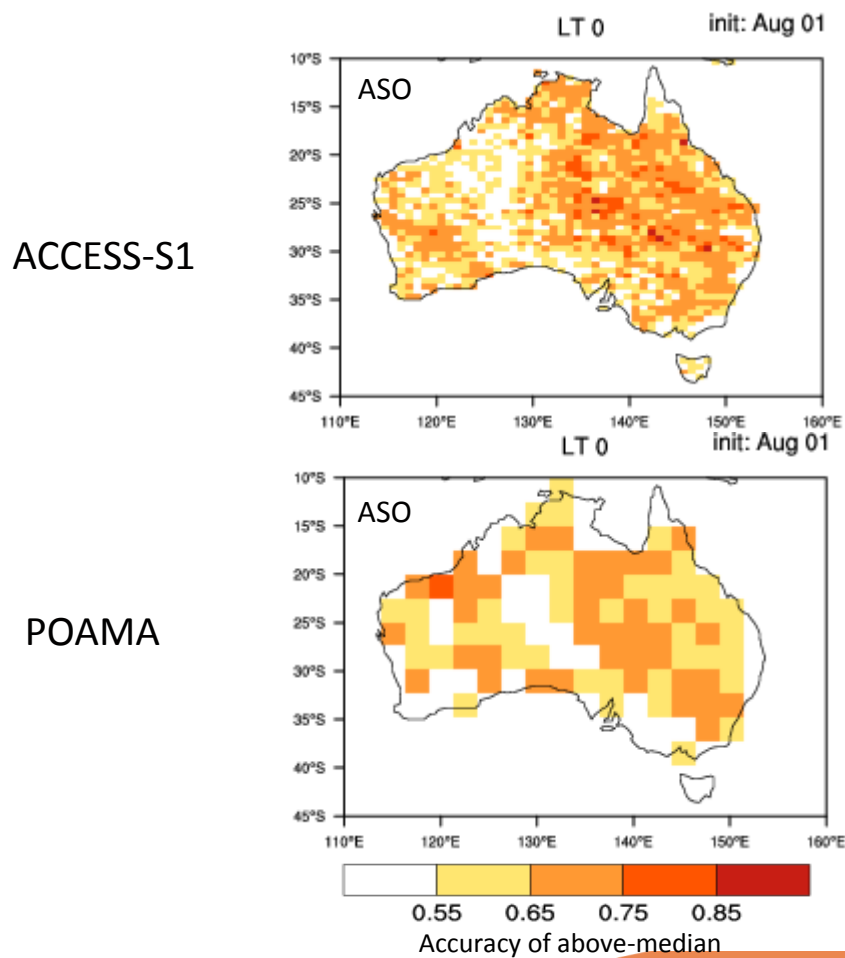 LT 0 init: Aug 01
10°S
ASO
15°S
20°S
25°S
ACCESS-S1
30°S
35°S
40°S
45°S
110°E 120°E 130°E 140°E 150°E 160°E
LT 0 init: Aug 01
10°S
ASO
15°S
20°S
25°S
POAMA
30°S
35°S
40°S
45°S
110°E 120°E 130°E 140°E 150°E 160°E
0.55 0.65 0.75 0.85
Accuracy of above-median